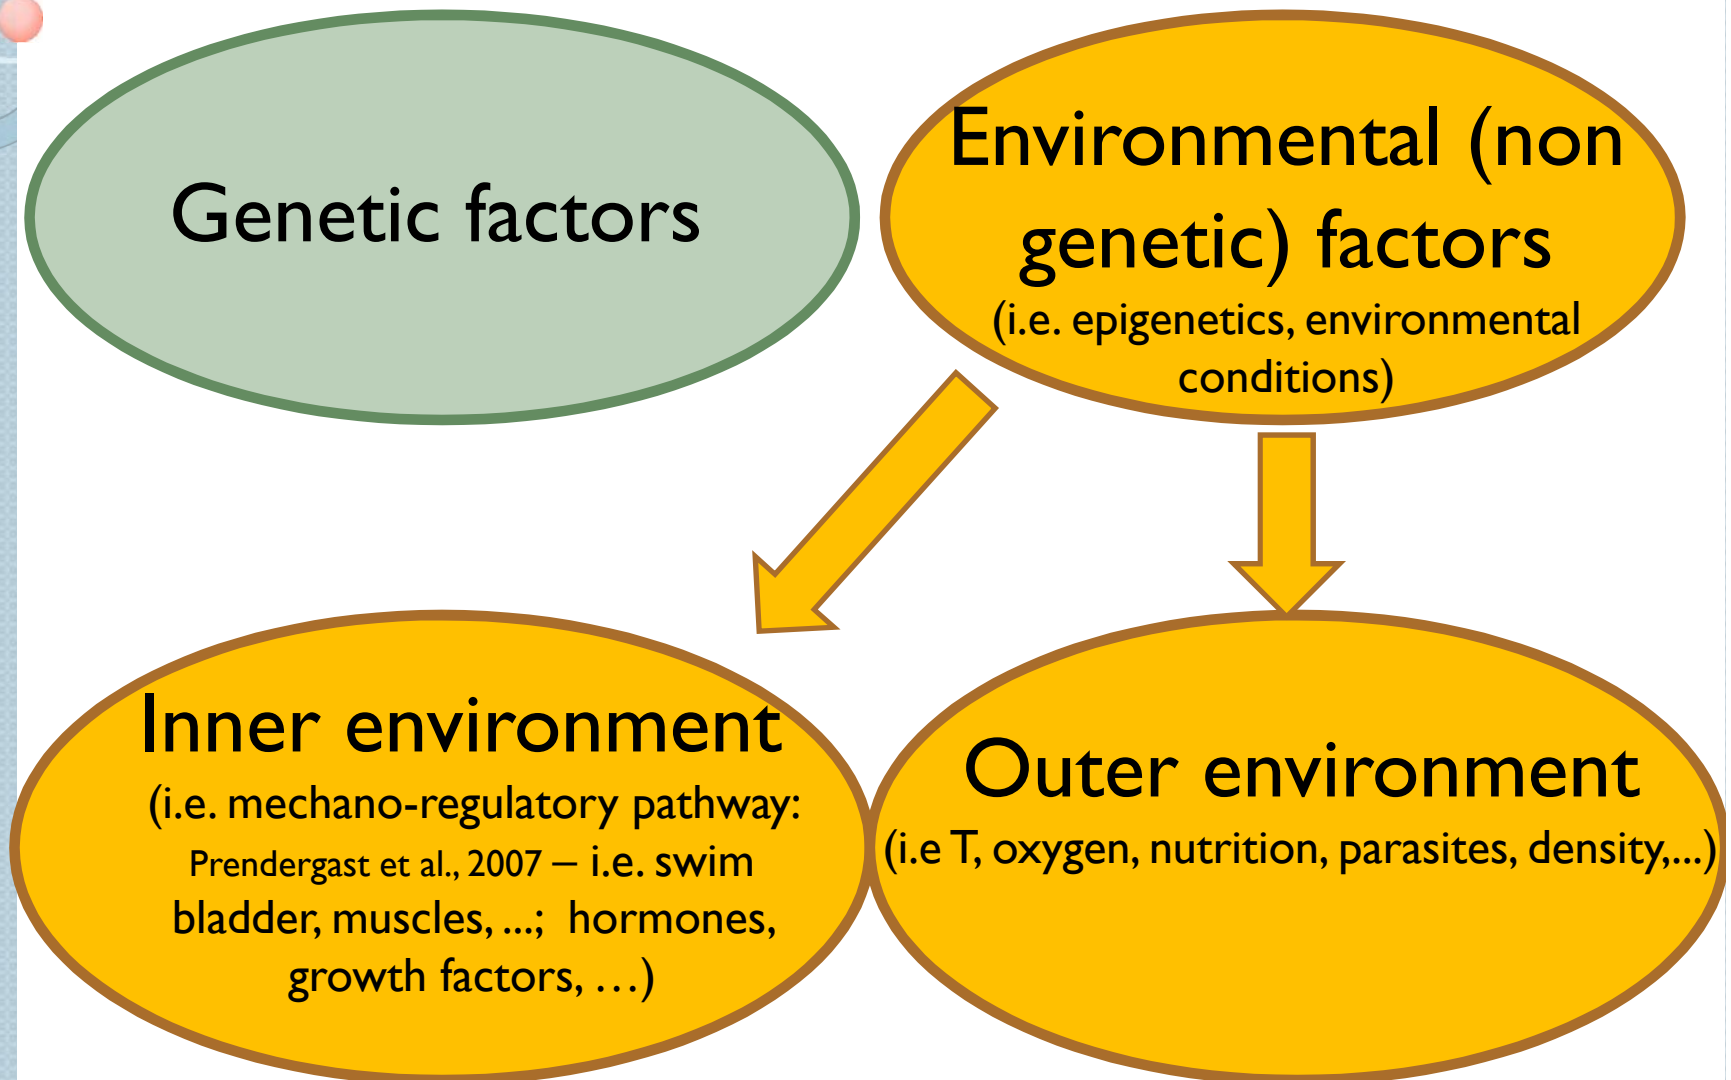 Genetic factors
Environmental (non
genetic) factors
(i.e. epigenetics, environmental
conditions)
Inner environment
(i.e. mechano-regulatory pathway:
Prendergast et al., 2007 – i.e. swim
bladder, muscles, ...;  hormones,
growth factors, …)
Outer environment
(i.e T, oxygen, nutrition, parasites, density,...)